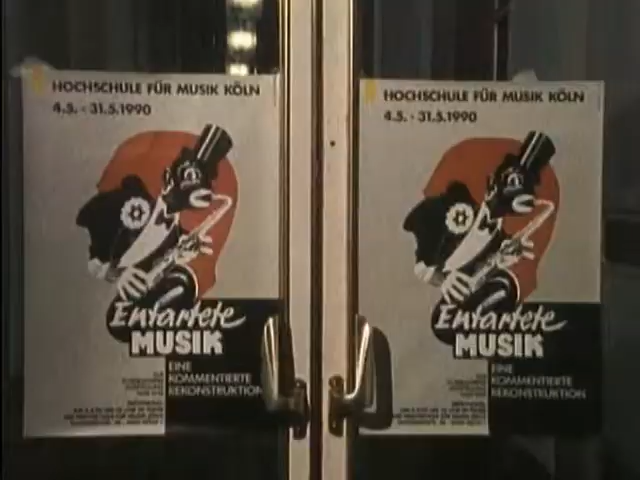 HOCHSCHULE FÜR MUSIK KÖLN
4.5. - 31.5.1990
Entartete
MUSIK
EINE
KOMMENTIERTE
REKONSTRUKTION
HOCHSCHULE FÜR MUSIK KÖLN
4.5. - 31.5.1990
Entartete
MUSIK
EINE
KOMMENTIERTE
REKONSTRUKTION